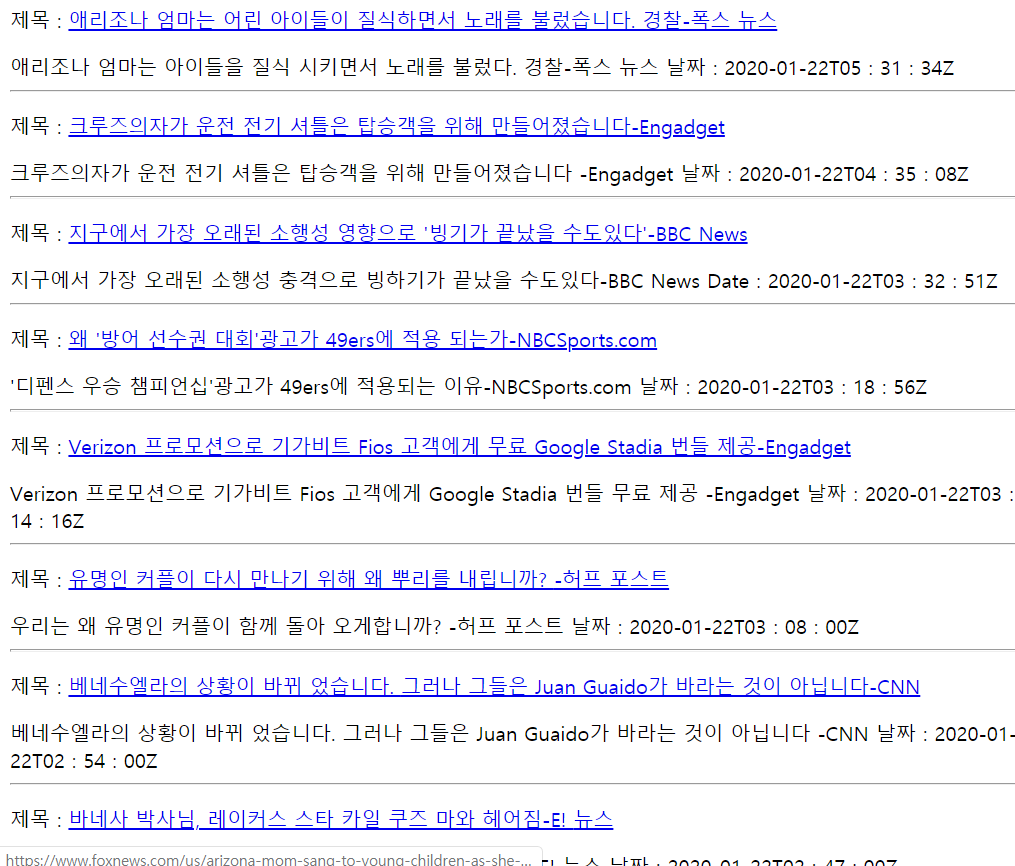 제목 : 애리조나 엄마는 어린 아이들이 질식하면서 노래를 불렀습니다. 경찰-폭스 뉴스
애리조나 엄마는 아이들을 질식 시키면서 노래를 불렀다. 경찰-폭스 뉴스 날짜 : 2020-01-22T05 : 31 : 34Z
제목 : 크루즈의자가 운전 전기 셔틀은 탑승객을 위해 만들어졌습니다-Engadget
크루즈의자가 운전 전기 셔틀은 탑승객을 위해 만들어졌습니다 -Engadget 날짜 : 2020-01-22T04 : 35 : 08Z
제목 : 지구에서 가장 오래된 소행성 영향으로 '빙기가 끝났을 수도있다'-BBC News
지구에서 가장 오래된 소행성 충격으로 빙하기가 끝났을 수도있다-BBC News Date : 2020-01-22T03 : 32 : 51Z
제목 : 왜 '방어 선수권 대회'광고가 49ers에 적용 되는가-NBCSports.com
'디펜스 우승 챔피언십'광고가 49ers에 적용되는 이유-NBCSports.com 날짜 : 2020-01-22T03 : 18 : 56Z
제목 : Verizon 프로모션으로 기가비트 Fios 고객에게 무료 Google Stadia 번들 제공-Engadget
Verizon 프로모션으로 기가비트 Fios 고객에게 Google Stadia 번들 무료 제공 -Engadget 날짜 : 2020-01-22T03 :
14 : 16Z
제목 : 유명인 커플이 다시 만나기 위해 왜 뿌리를 내립니까? -허프 포스트
우리는 왜 유명인 커플이 함께 돌아 오게합니까? -허프 포스트 날짜 : 2020-01-22T03 : 08 : 00Z
제목 : 베네수엘라의 상황이 바뀌 었습니다. 그러나 그들은 Juan Guaido가 바라는 것이 아닙니다-CNN
베네수엘라의 상황이 바뀌 었습니다. 그러나 그들은 Juan Guaido가 바라는 것이 아닙니다 -CNN 날짜 : 2020-01-
22T02 : 54 : 00Z
제목 : 바네사 박사님, 레이커스 스타 카일 쿠즈 마와 헤어짐-E! 뉴스
https://www.foxnews.com/us/arizona-mom-sang-to-young-children-as-she-... E! 뉴스 날짜 : 2020-01-22T02 : 47 : 00Z